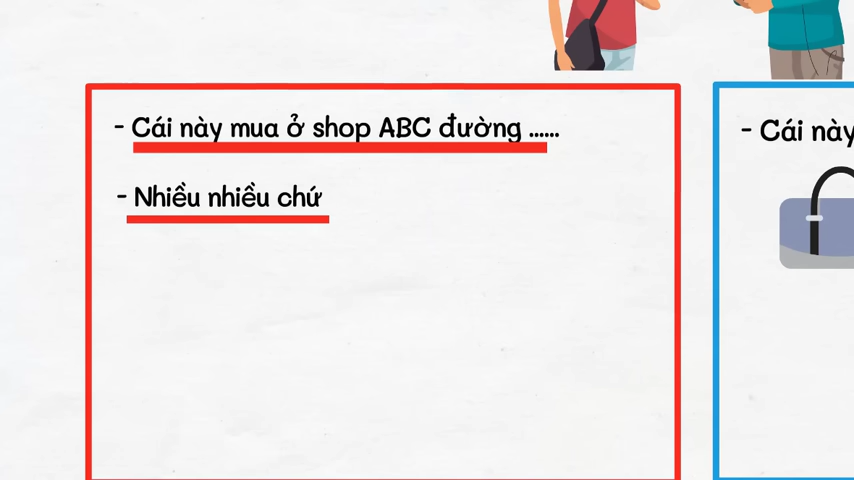 - Cái này mua ở shop ABC đường ......
- Nhiều nhiều chứ
- Cái này